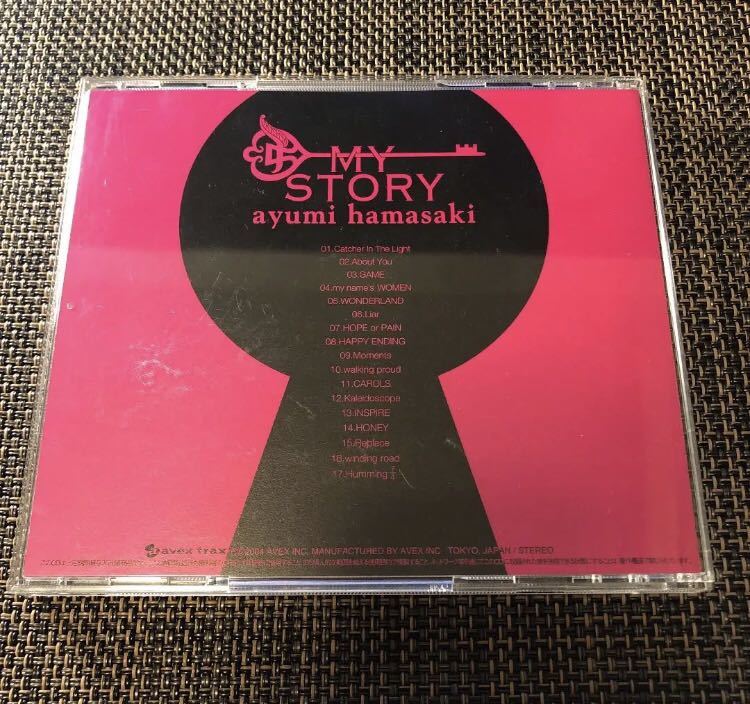 MY
STORY
ayumi hamasaki
01.Catcher In The Light
02.About You
03.GAME
04.my name's WOMEN
05.WONDERLAND
06.Liar
07.HOPE or PAIN
08.HAPPY ENDING
09.Moments
10.walking proud
11.CAROLS
12.Kaleidoscope
13.INSPIRE
14.HONEY
15.Replace
16.winding road
17.Humming 7/4
avex trax ℗© 2004 AVEX INC. MANUFACTURED BY AVEX INC. TOKYO, JAPAN / STEREO